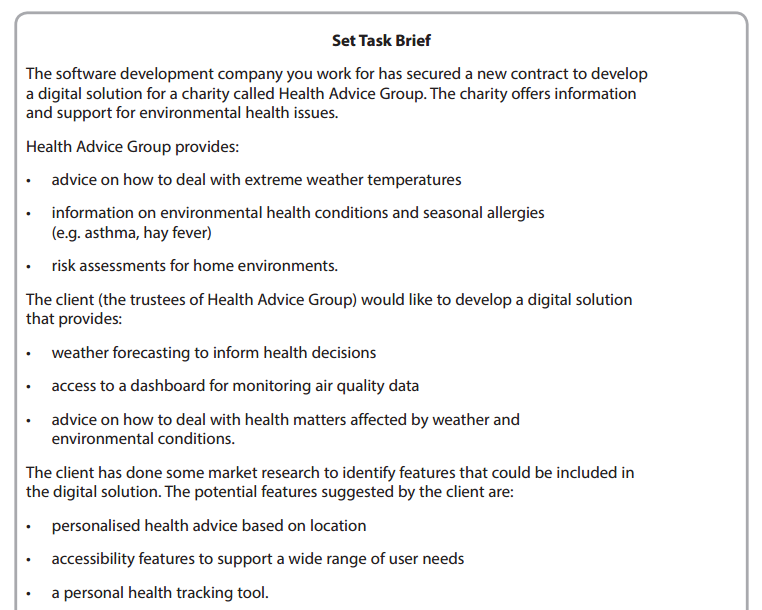 Set Task Brief
The software development company you work for has secured a new contract to develop
a digital solution for a charity called Health Advice Group. The charity offers information
and support for environmental health issues.
Health Advice Group provides:
• advice on how to deal with extreme weather temperatures
• information on environmental health conditions and seasonal allergies
(e.g. asthma, hay fever)
• risk assessments for home environments.
The client (the trustees of Health Advice Group) would like to develop a digital solution
that provides:
• weather forecasting to inform health decisions
• access to a dashboard for monitoring air quality data
• advice on how to deal with health matters affected by weather and
environmental conditions.
The client has done some market research to identify features that could be included in
the digital solution. The potential features suggested by the client are:
• personalised health advice based on location
• accessibility features to support a wide range of user needs
• a personal health tracking tool.